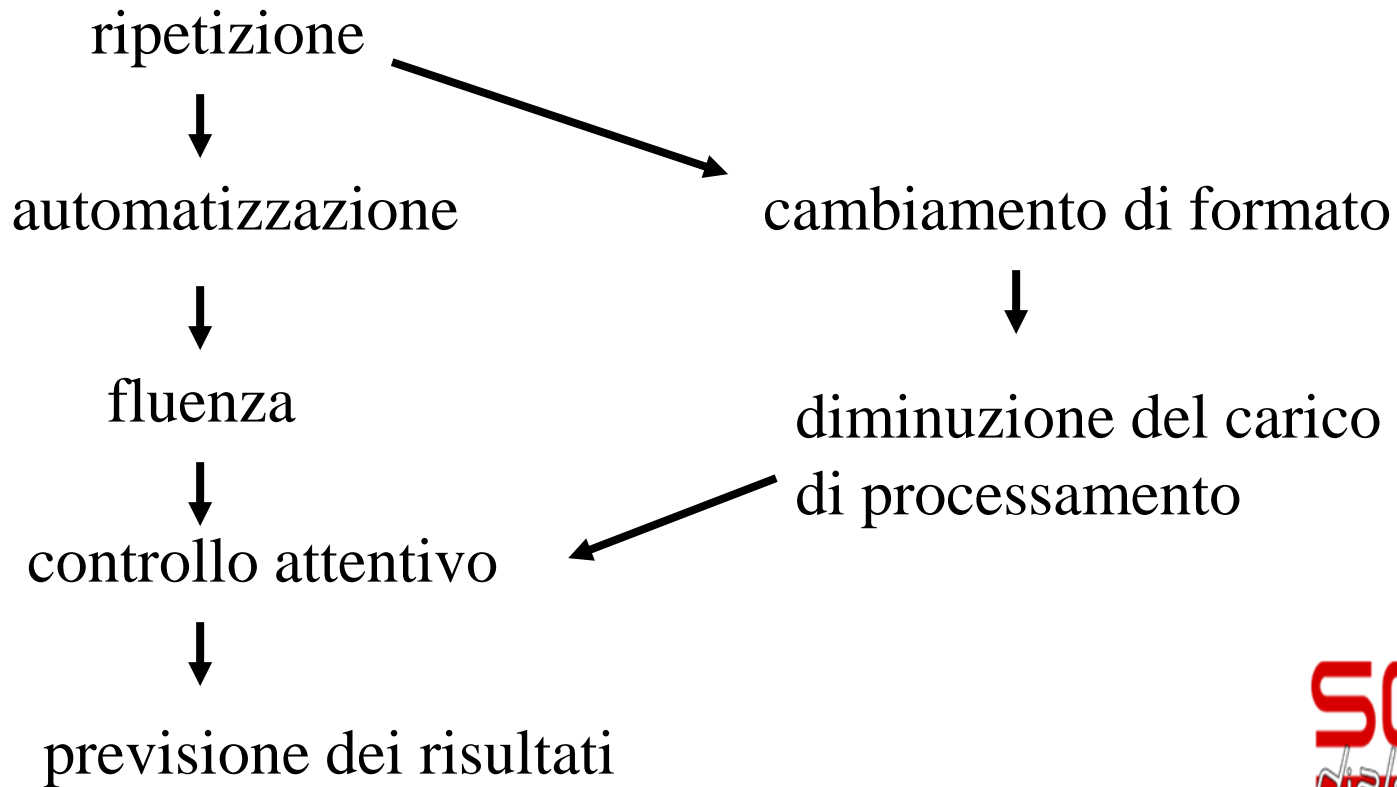 ripetizione
automatizzazione
cambiamento di formato
fluenza
diminuzione del carico
di processamento
controllo attentivo
previsione dei risultati